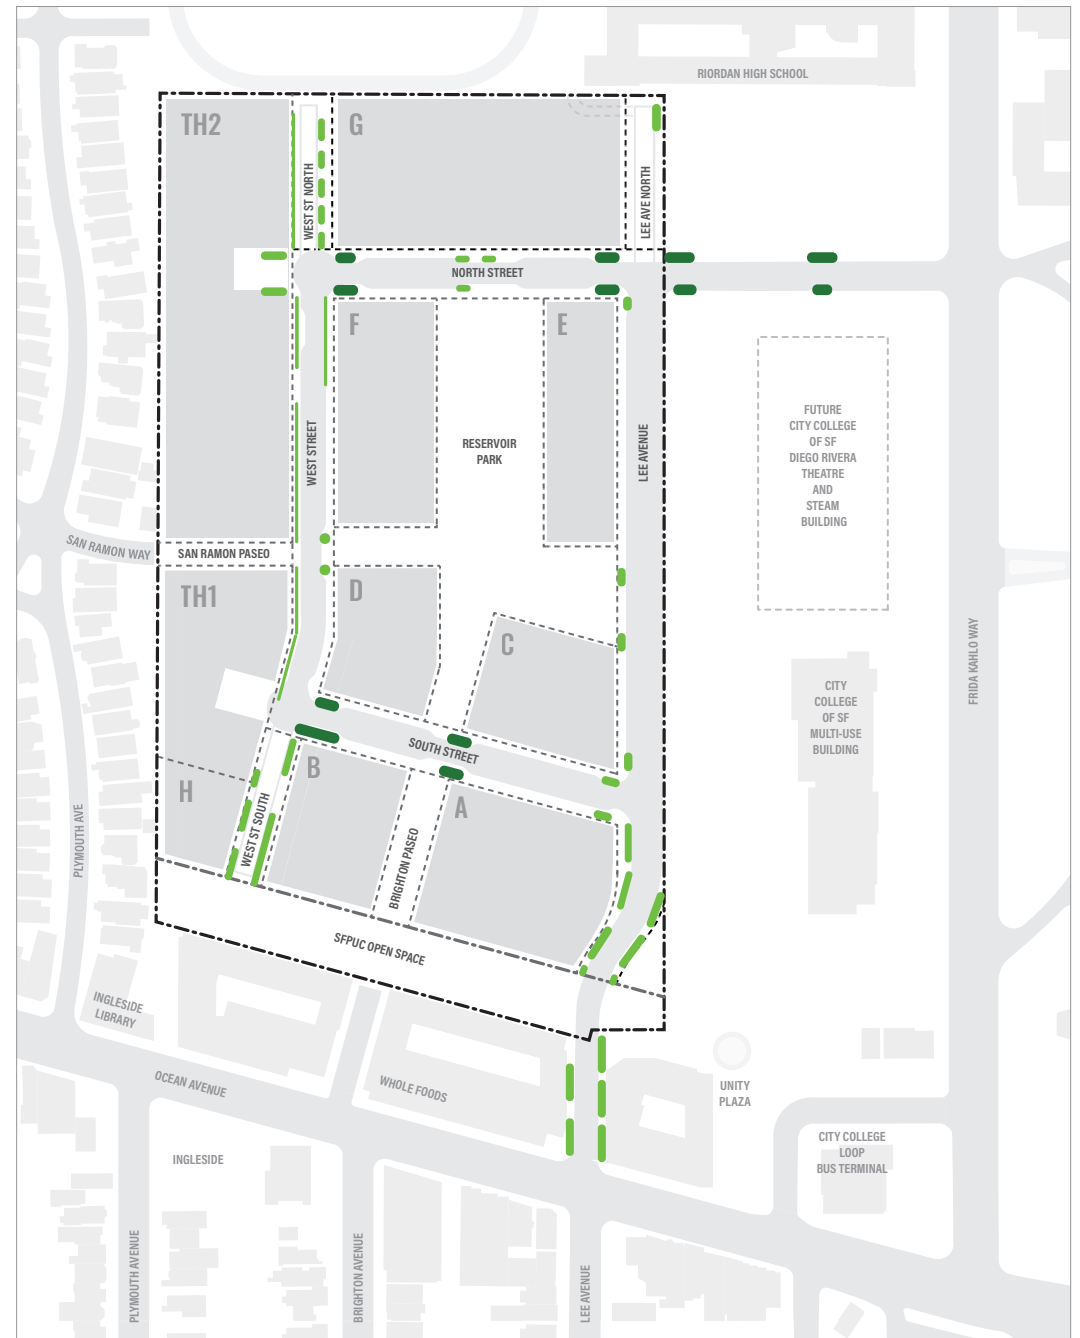 RIORDAN HIGH SCHOOL
TH2
G
WEST ST NORTH
LEE AVE NORTH
NORTH STREET
F
E
WEST STREET
RESERVOIR
PARK
LEE AVENUE
FUTURE
CITY COLLEGE
OF SF
DIEGO RIVERA
THEATRE
AND
STEAM
BUILDING
SAN RAMON WAY
SAN RAMON PASEO
TH1
D
C
FRIDA KAHLO WAY
CITY
COLLEGE
OF SF
MULTI-USE
BUILDING
SOUTH STREET
B
H
A
PLYMOUTH AVE
WEST ST SOUTH
BRIGHTON PASEO
SFPUC OPEN SPACE
INGLESIDE
LIBRARY
OCEAN AVENUE
WHOLE FOODS
UNITY
PLAZA
CITY COLLEGE
LOOP
BUS TERMINAL
INGLESIDE
PLYMOUTH AVENUE
BRIGHTON AVENUE
LEE AVENUE